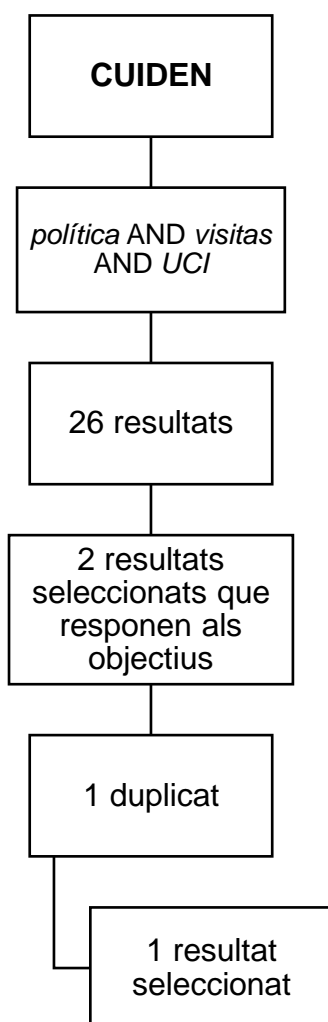 CUIDEN
política AND visitas
AND UCI
26 resultats
2 resultats
seleccionats que
responen als
objectius
1 duplicat
1 resultat
seleccionat